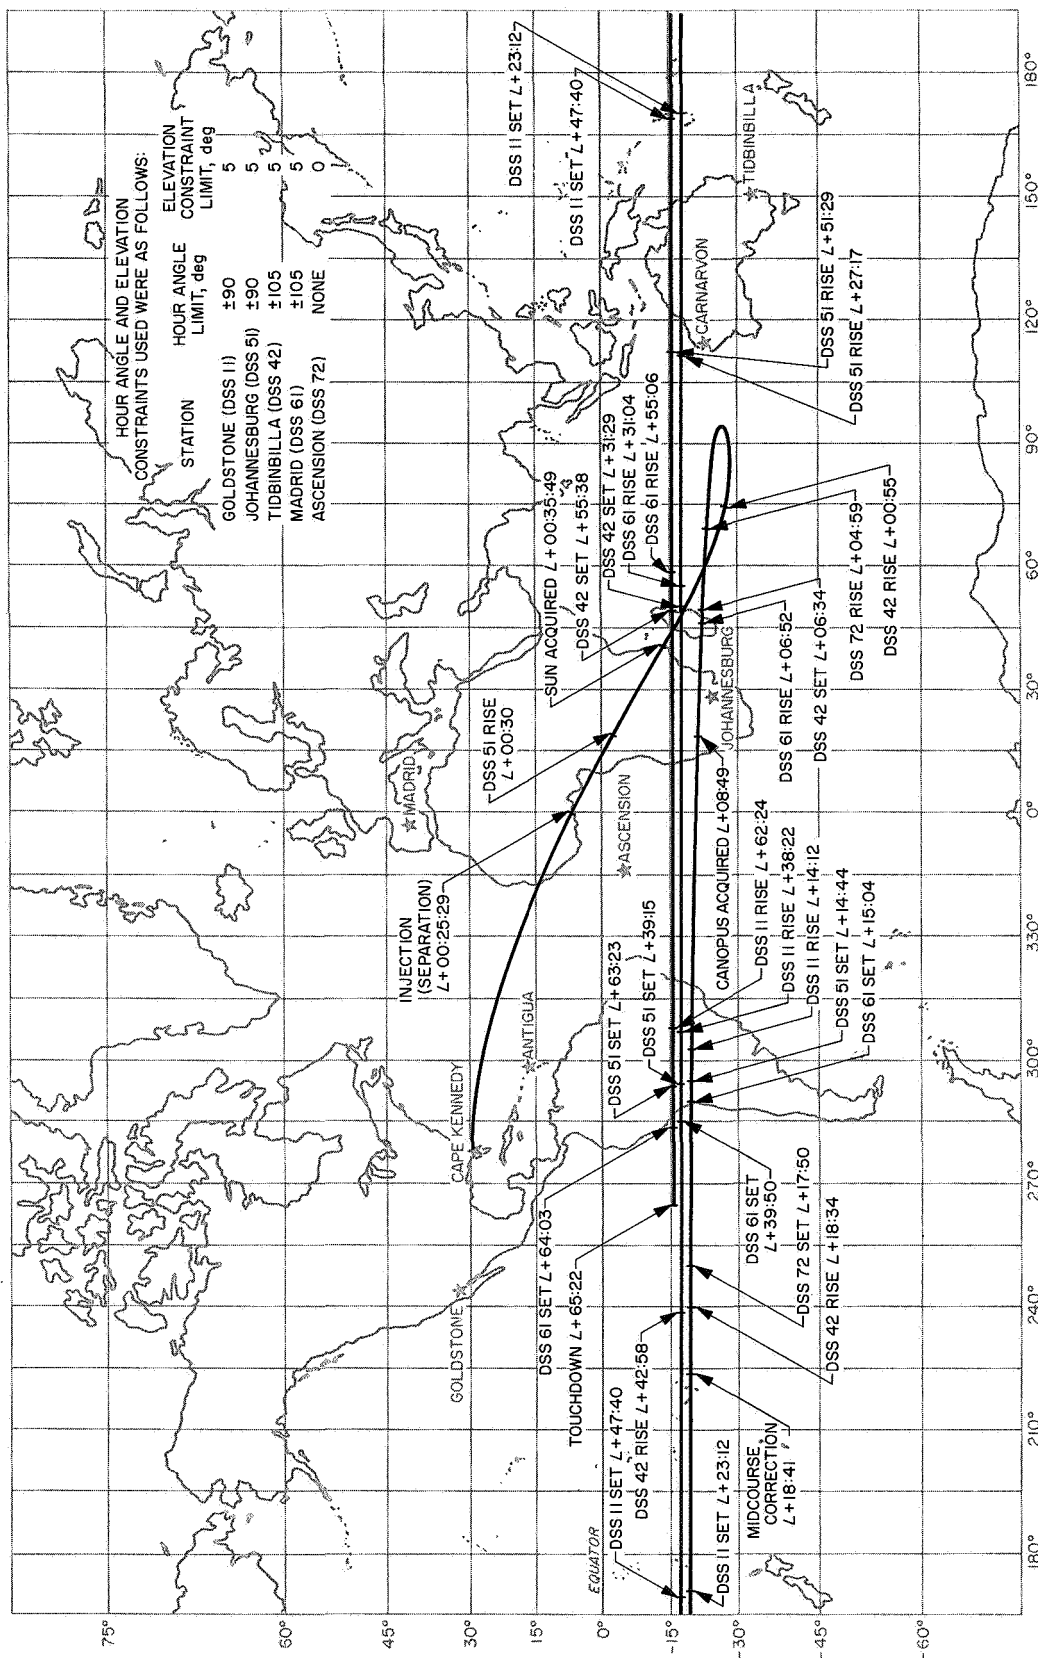 HOUR ANGLE AND ELEVATION
CONSTRAINTS USED WERE AS FOLLOWS:
STATION HOUR ANGLE LIMIT, deg ELEVATION CONSTRAINT LIMIT, deg
GOLDSTONE (DSS 11) ±90 5
JOHANNESBURG (DSS 51) ±90 5
TIDBINBILLA (DSS 42) ±105 5
MADRID (DSS 61) ±105 5
ASCENSION (DSS 72) NONE 0
75°
60°
45°
30°
15°
0°
-15°
-30°
-45°
-60°
EQUATOR
GOLDSTONE
CAPE KENNEDY
ANTIGUA
MADRID
ASCENSION
JOHANNESBURG
CARNARVON
TIDBINBILLA
INJECTION
(SEPARATION)
L+00:25:29
DSS 51 RISE
L+00:30
SUN ACQUIRED L+00:35:49
DSS 42 SET L+55:38
DSS 42 SET L+31:29
DSS 61 RISE L+31:04
DSS 61 RISE L+55:06
DSS 11 SET L+23:12
DSS 11 SET L+47:40
DSS 51 RISE L+51:29
DSS 51 RISE L+27:17
DSS 42 RISE L+00:55
DSS 72 RISE L+04:59
DSS 42 SET L+06:34
DSS 61 RISE L+06:52
CANOPUS ACQUIRED L+08:49
DSS 51 SET L+63:23
DSS 51 SET L+39:15
DSS 11 RISE L+62:24
DSS 11 RISE L+38:22
DSS 11 RISE L+14:12
DSS 51 SET L+14:44
DSS 61 SET L+15:04
DSS 61 SET L+64:03
TOUCHDOWN L+65:22
DSS 61 SET
L+39:50
DSS 72 SET L+17:50
DSS 42 RISE L+18:34
DSS 11 SET L+47:40
DSS 42 RISE L+42:58
DSS 11 SET L+23:12
MIDCOURSE
CORRECTION
L+18:41
180° 210° 240° 270° 300° 330° 0° 30° 60° 90° 120° 150° 180°